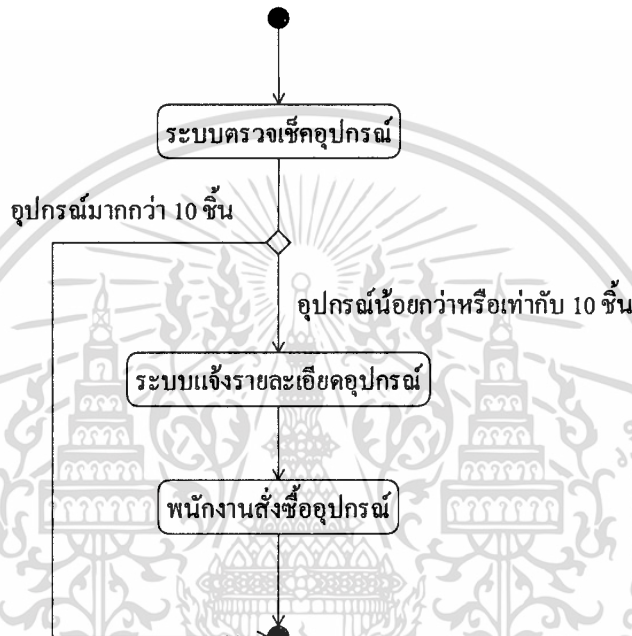 ระบบตรวจเช็คอุปกรณ์
อุปกรณ์มากกว่า 10 ชิ้น
อุปกรณ์น้อยกว่าหรือเท่ากับ 10 ชิ้น
ระบบแจ้งรายละเอียดอุปกรณ์
พนักงานสั่งซื้ออุปกรณ์